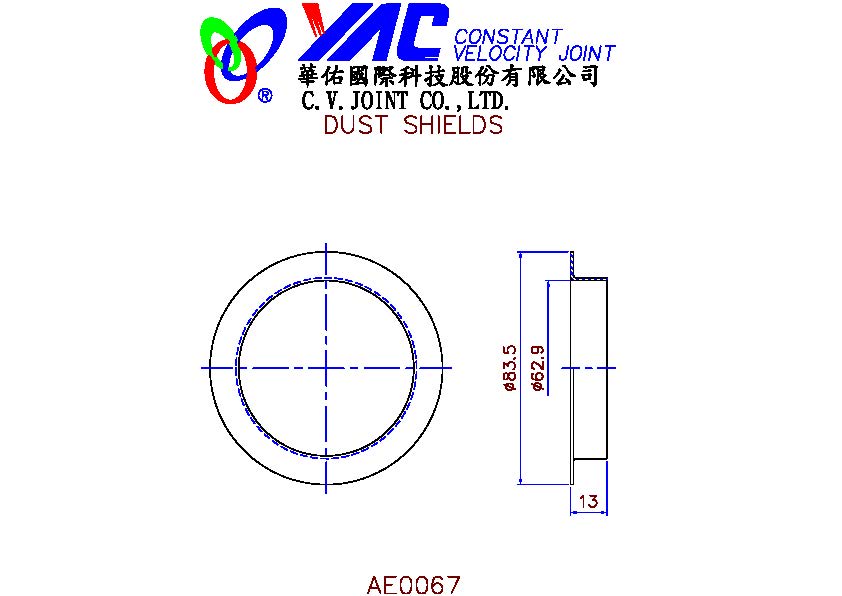 YAC CONSTANT
VELOCITY JOINT
華佑國際科技股份有限公司
®
C.V.JOINT CO.,LTD.
DUST SHIELDS
ø83.5
ø62.9
13
AE0067